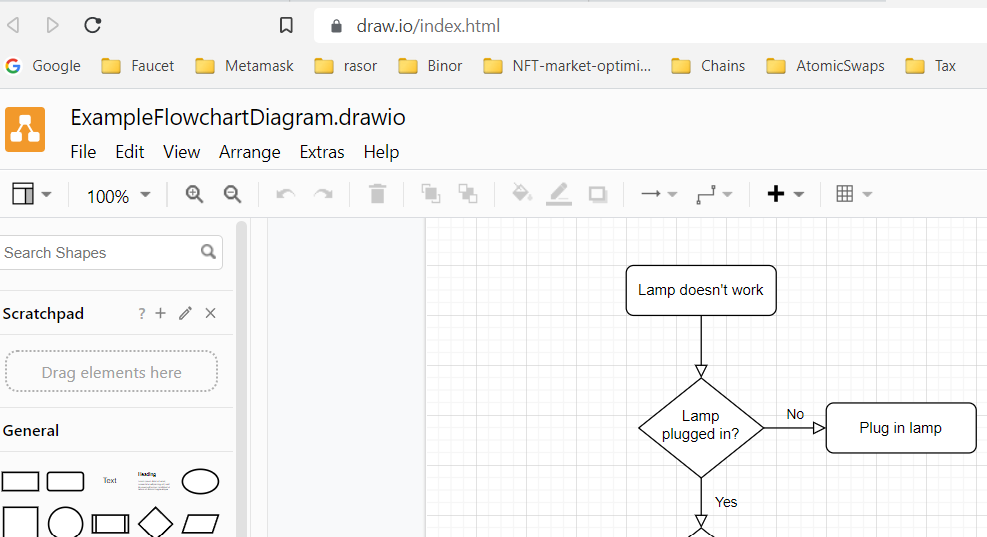 draw.io/index.html
Google Faucet Metamask rasor Binor NFT-market-optimi... Chains AtomicSwaps Tax
ExampleFlowchartDiagram.drawio
File Edit View Arrange Extras Help
100%
Search Shapes
Scratchpad ?
Drag elements here
General
Text Heading
Lamp doesn't work
Lamp
plugged in?
No
Plug in lamp
Yes